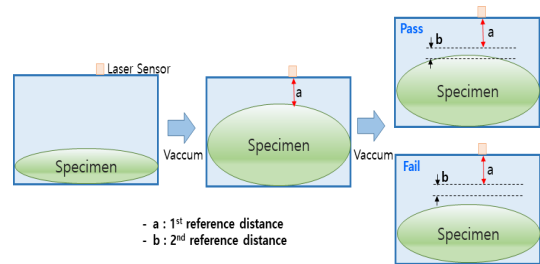 Laser Sensor
Specimen
Vaccum
a
Specimen
Vaccum
Pass
b
a
Specimen
Fail
b
a
Specimen
- a : 1st reference distance
- b : 2nd reference distance